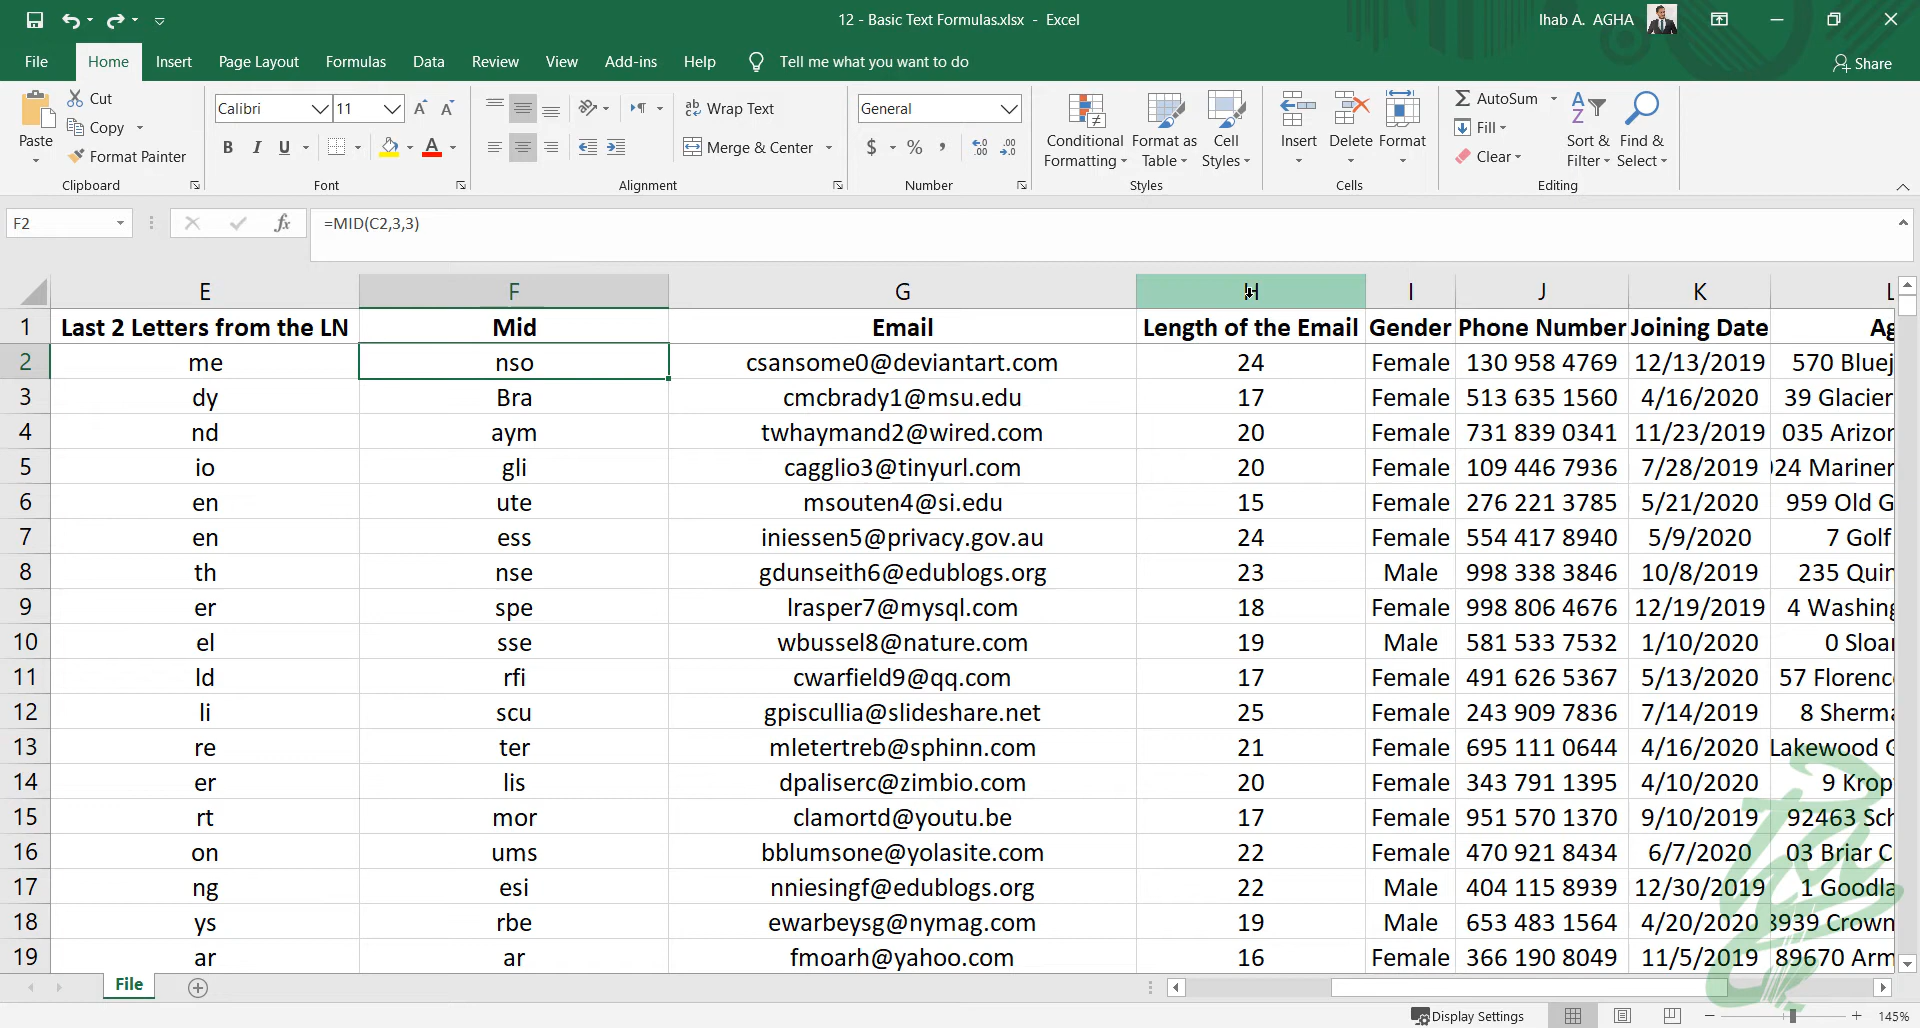 12 - Basic Text Formulas.xlsx - Excel
Ihab A. AGHA
File Home Insert Page Layout Formulas Data Review View Add-ins Help Tell me what you want to do Share
Paste
Cut
Copy
Format Painter
Clipboard
Calibri 11
B I U
Font
Wrap Text
Merge & Center
Alignment
General
$ % ,
Number
Conditional Formatting
Format as Table
Cell Styles
Styles
Insert Delete Format
Cells
AutoSum
Fill
Clear
Sort & Filter
Find & Select
Editing
F2 fx =MID(C2,3,3)
E F G H I J K L
1 Last 2 Letters from the LN Mid Email Length of the Email Gender Phone Number Joining Date
2 me nso csansome0@deviantart.com 24 Female 130 958 4769 12/13/2019 570 Bluej
3 dy Bra cmcbrady1@msu.edu 17 Female 513 635 1560 4/16/2020 39 Glacier
4 nd aym twhaymand2@wired.com 20 Female 731 839 0341 11/23/2019 035 Arizon
5 io gli cagglio3@tinyurl.com 20 Female 109 446 7936 7/28/2019 024 Mariner
6 en ute msouten4@si.edu 15 Female 276 221 3785 5/21/2020 959 Old G
7 en ess iniessen5@privacy.gov.au 24 Female 554 417 8940 5/9/2020 7 Golf
8 th nse gdunseith6@edublogs.org 23 Male 998 338 3846 10/8/2019 235 Quin
9 er spe lrasper7@mysql.com 18 Female 998 806 4676 12/19/2019 4 Washing
10 el sse wbussel8@nature.com 19 Male 581 533 7532 1/10/2020 0 Sloan
11 ld rfi cwarfield9@qq.com 17 Female 491 626 5367 5/13/2020 57 Florenc
12 li scu gpiscullia@slideshare.net 25 Female 243 909 7836 7/14/2019 8 Sherma
13 re ter mletertreb@sphinn.com 21 Female 695 111 0644 4/16/2020 Lakewood G
14 er lis dpaliserc@zimbio.com 20 Female 343 791 1395 4/10/2020 9 Krop
15 rt mor clamortd@youtu.be 17 Female 951 570 1370 9/10/2019 92463 Sch
16 on ums bblumsone@yolasite.com 22 Female 470 921 8434 6/7/2020 03 Briar C
17 ng esi nniesingf@edublogs.org 22 Male 404 115 8939 12/30/2019 1 Goodla
18 ys rbe ewarbeysg@nymag.com 19 Male 653 483 1564 4/20/2020 3939 Crown
19 ar ar fmoarh@yahoo.com 16 Female 366 190 8049 11/5/2019 89670 Arm
File
Display Settings 145%